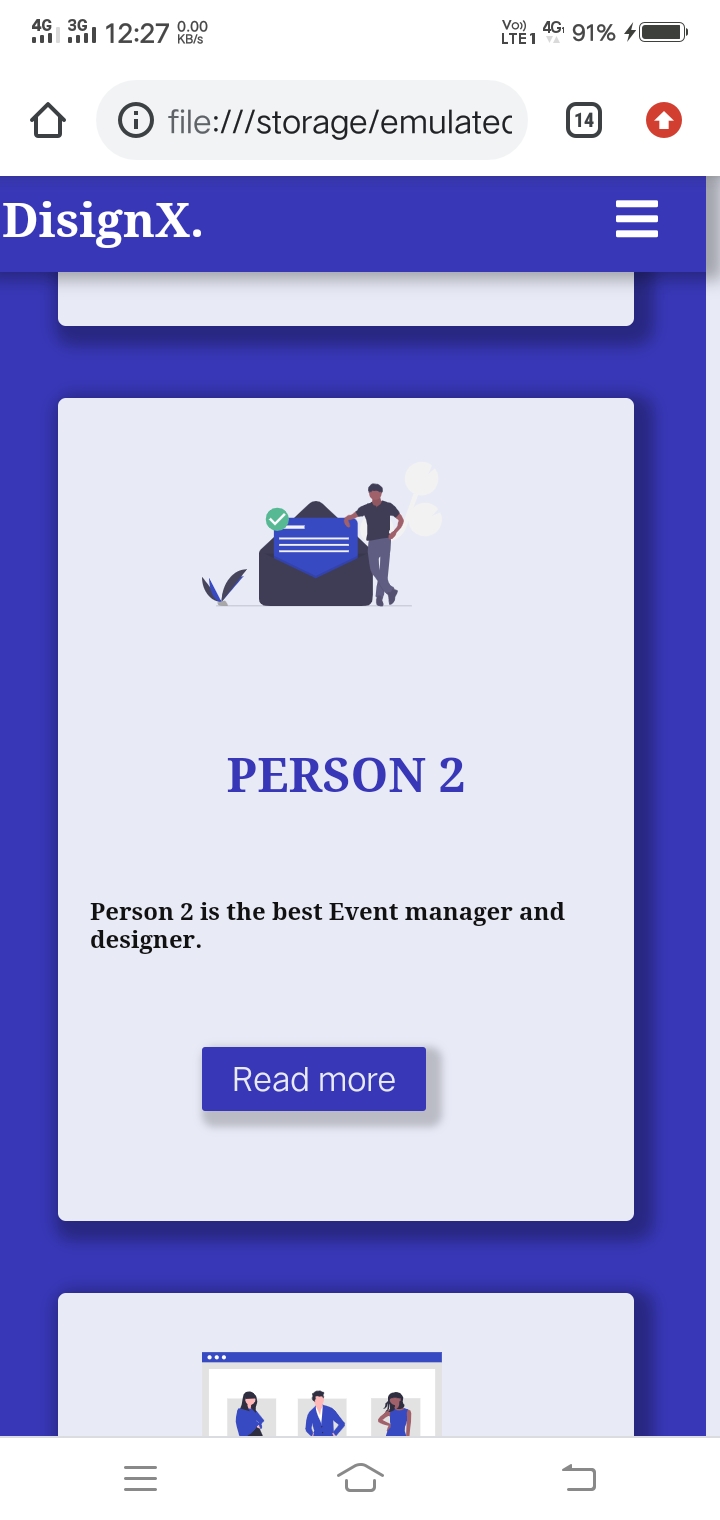 4G 3G 12:27 0.00 KB/s Vo)) LTE1 4G 91%
file:///storage/emulated
14
DisignX.
PERSON 2
Person 2 is the best Event manager and
designer.
Read more